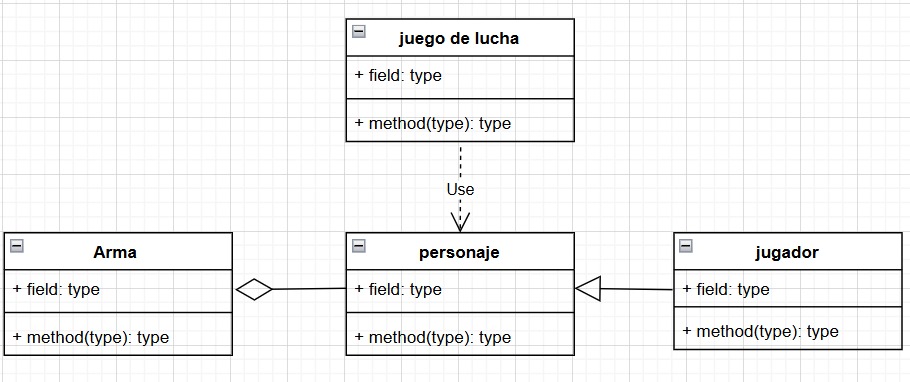 juego de lucha
+ field: type
+ method(type): type
Use
Arma
+ field: type
+ method(type): type
personaje
+ field: type
+ method(type): type
jugador
+ field: type
+ method(type): type